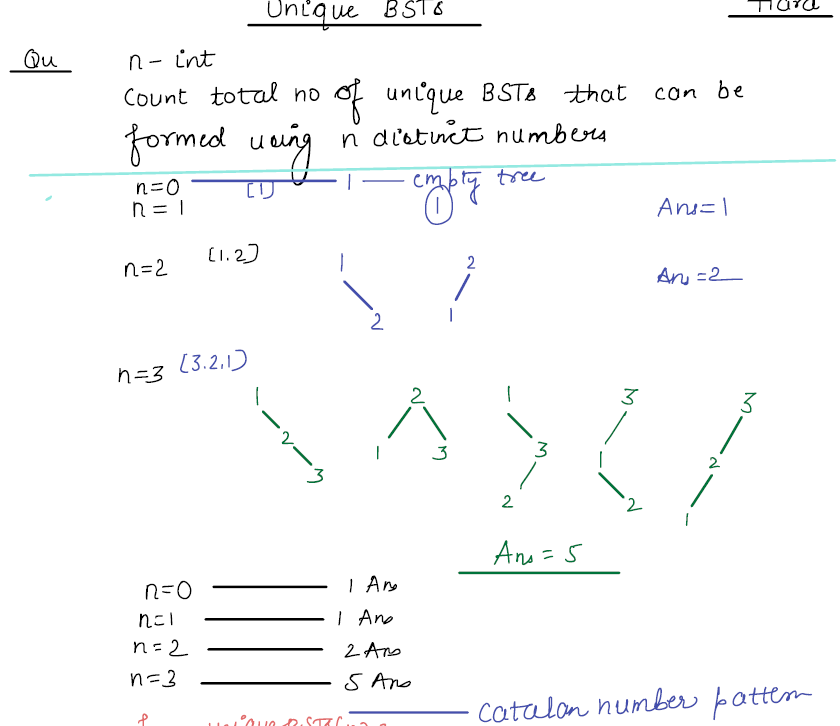 Unique BSTs
Hard
Qu n - int
Count total no of unique BSTs that can be
formed using n distinct numbers
n=0 1 empty tree
n = 1 [1] 1 Ans=1
n=2 [1,2] 1 2 Ans=2
2 1
n=3 [3,2,1]
1 2 1 3 3
2 1 3 3 1 2
3 2 2 1
Ans = 5
n=0 1 Ans
n=1 1 Ans
n=2 2 Ans
n=3 5 Ans
catalan number pattern